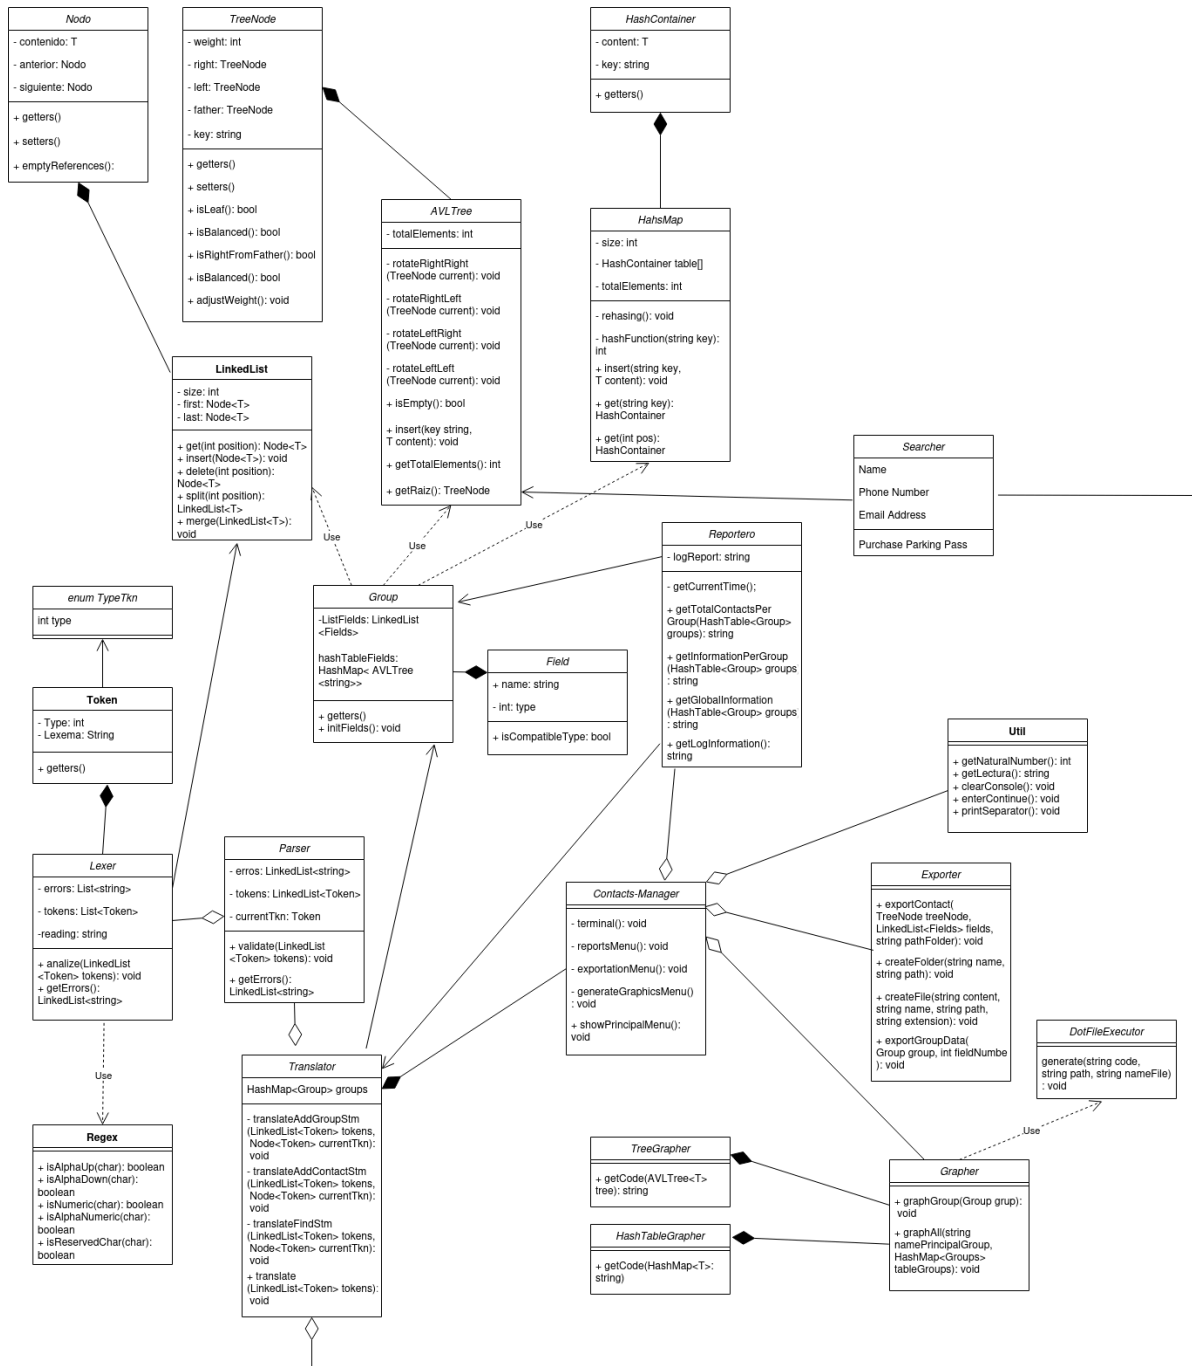 Nodo
- contenido: T
- anterior: Nodo
- siguiente: Nodo
+ getters()
+ setters()
+ emptyReferences():
TreeNode
- weight: int
- right: TreeNode
- left: TreeNode
- father: TreeNode
- key: string
+ getters()
+ setters()
+ isLeaf(): bool
+ isBalanced(): bool
+ isRightFromFather(): bool
+ isBalanced(): bool
+ adjustWeight(): void
HashContainer
- content: T
- key: string
+ getters()
AVLTree
- totalElements: int
- rotateRightRight
(TreeNode current): void
- rotateRightLeft
(TreeNode current): void
- rotateLeftRight
(TreeNode current): void
- rotateLeftLeft
(TreeNode current): void
+ isEmpty(): bool
+ insert(key string,
T content): void
+ getTotalElements(): int
+ getRaiz(): TreeNode
HahsMap
- size: int
- HashContainer table[]
- totalElements: int
- rehasing(): void
- hashFunction(string key):
int
+ insert(string key,
T content): void
+ get(string key):
HashContainer
+ get(int pos):
HashContainer
LinkedList
- size: int
- first: Node<T>
- last: Node<T>
+ get(int position): Node<T>
+ insert(Node<T>): void
+ delete(int position):
Node<T>
+ split(int position):
LinkedList<T>
+ merge(LinkedList<T>):
void
Searcher
Name
Phone Number
Email Address
Purchase Parking Pass
Use
Use
Use
Reportero
- logReport: string
- getCurrentTime();
+ getTotalContactsPer
Group(HashTable<Group>
groups): string
+ getInformationPerGroup
(HashTable<Group> groups
: string
+ getGlobalInformation
(HashTable<Group> groups
: string
+ getLogInformation():
string
enum TypeTkn
int type
Group
-ListFields: LinkedList
<Fields>
hashTableFields:
HashMap< AVLTree
<string>>
+ getters()
+ initFields(): void
Field
+ name: string
- int: type
+ isCompatibleType: bool
Token
- Type: int
- Lexema: String
+ getters()
Util
+ getNaturalNumber(): int
+ getLectura(): string
+ clearConsole(): void
+ enterContinue(): void
+ printSeparator(): void
Lexer
- errors: List<string>
- tokens: List<Token>
-reading: string
+ analize(LinkedList
<Token> tokens): void
+ getErrors():
LinkedList<string>
Parser
- erros: LinkedList<string>
- tokens: LinkedList<Token>
- currentTkn: Token
+ validate(LinkedList
<Token> tokens): void
+ getErrors():
LinkedList<string>
Contacts-Manager
- terminal(): void
- reportsMenu(): void
- exportationMenu(): void
- generateGraphicsMenu()
: void
+ showPrincipalMenu():
void
Exporter
+ exportContact(
TreeNode treeNode,
LinkedList<Fields> fields,
string pathFolder): void
+ createFolder(string name,
string path): void
+ createFile(string content,
string name, string path,
string extension): void
+ exportGroupData(
Group group, int fieldNumbe
): void
DotFileExecutor
generate(string code,
string path, string nameFile)
: void
Use
Use
Translator
HashMap<Group> groups
- translateAddGroupStm
(LinkedList<Token> tokens,
Node<Token> currentTkn):
void
- translateAddContactStm
(LinkedList<Token> tokens,
Node<Token> currentTkn):
void
- translateFindStm
(LinkedList<Token> tokens,
Node<Token> currentTkn):
void
+ translate
(LinkedList<Token> tokens):
void
Regex
+ isAlphaUp(char): boolean
+ isAlphaDown(char):
boolean
+ isNumeric(char): boolean
+ isAlphaNumeric(char):
boolean
+ isReservedChar(char):
boolean
TreeGrapher
+ getCode(AVLTree<T>
tree): string
HashTableGrapher
+ getCode(HashMap<T>:
string)
Grapher
+ graphGroup(Group grup):
void
+ graphAll(string
namePrincipalGroup,
HashMap<Groups>
tableGroups): void